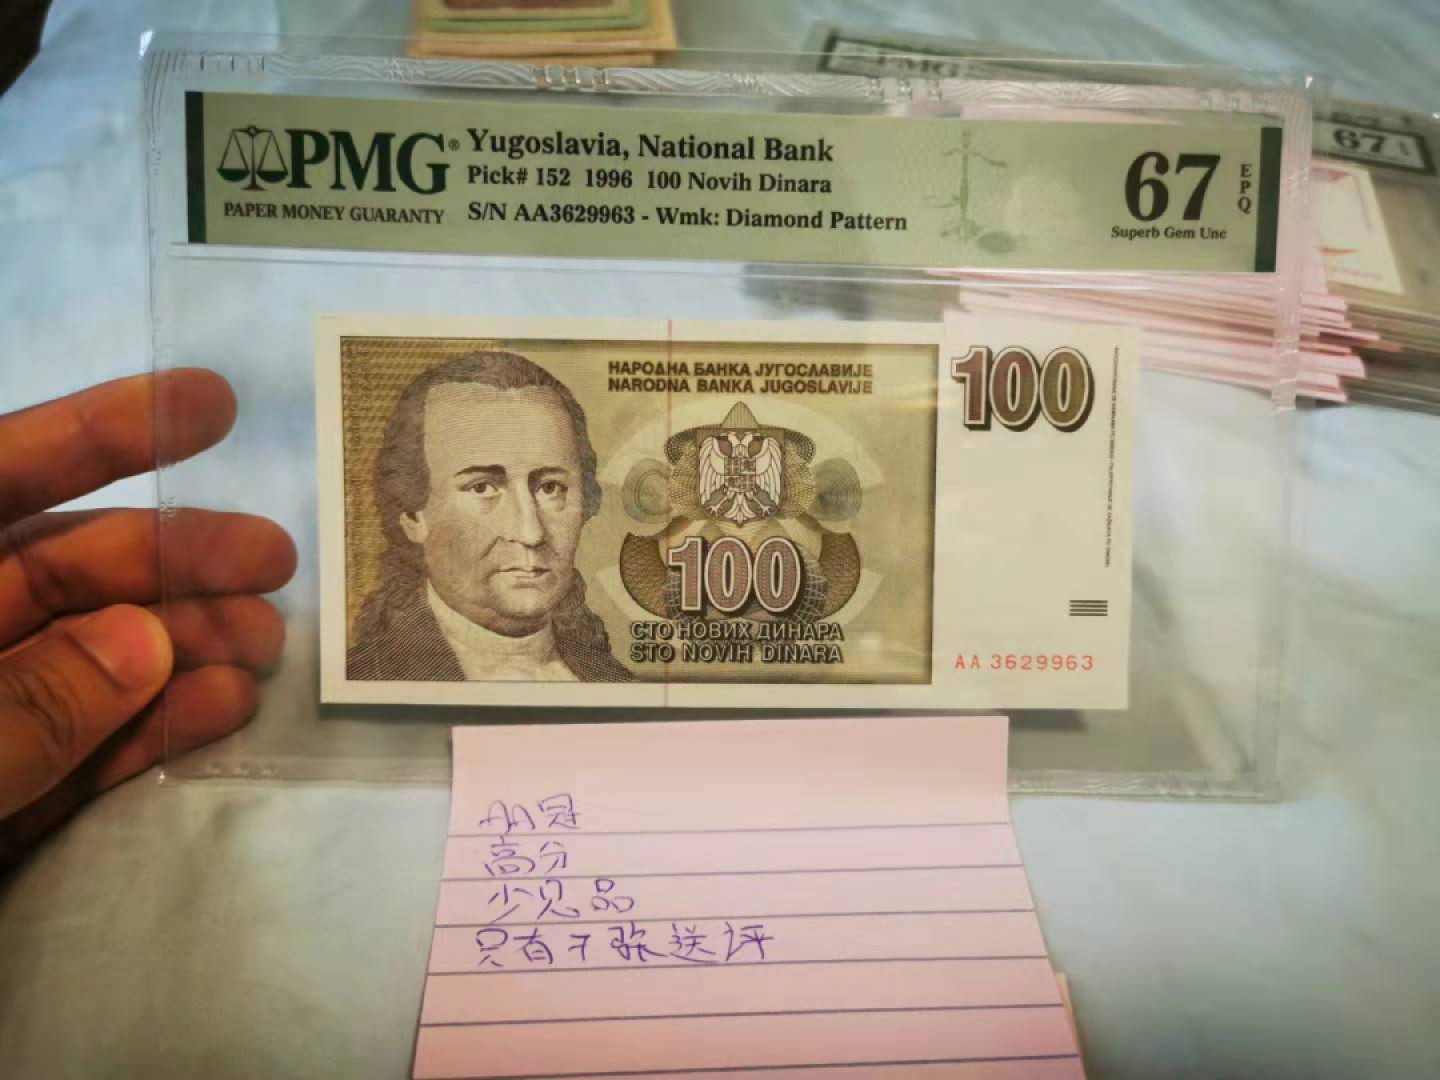 PMG
67
PMG®
PAPER MONEY GUARANTY
Yugoslavia, National Bank
Pick# 152 1996 100 Novih Dinara
S/N AA3629963 - Wmk: Diamond Pattern
67
EPQ
Superb Gem Unc
НАРОДНА БАНКА ЈУГОСЛАВИЈЕ
NARODNA BANKA JUGOSLAVIJE
100
100
СТО НОВИХ ДИНАРА
STO NOVIH DINARA
AA 3629963
AA冠
高分
少见品
只有7张送评